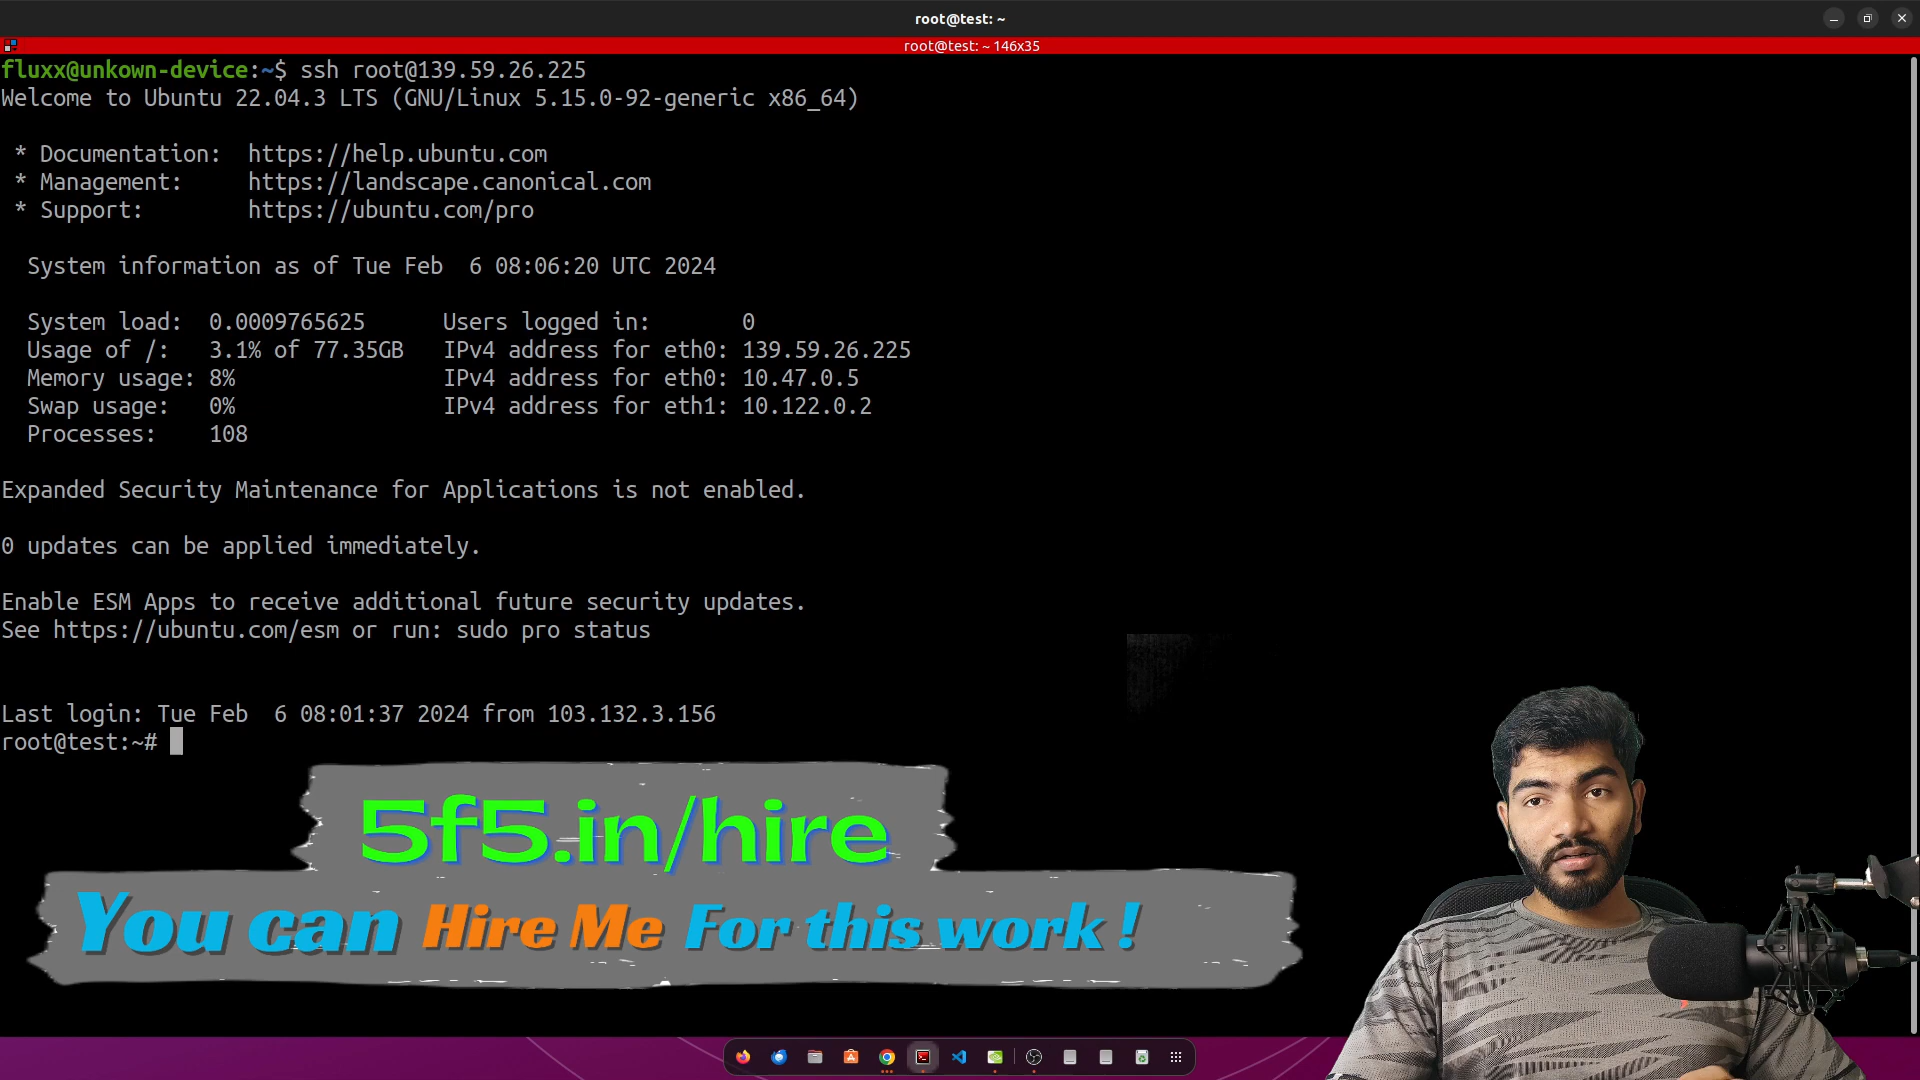 root@test: ~
root@test: ~ 146x35
fluxx@unkown-device:~$ ssh root@139.59.26.225
Welcome to Ubuntu 22.04.3 LTS (GNU/Linux 5.15.0-92-generic x86_64)
* Documentation:  https://help.ubuntu.com
* Management:     https://landscape.canonical.com
* Support:        https://ubuntu.com/pro
System information as of Tue Feb  6 08:06:20 UTC 2024
System load:  0.0009765625      Users logged in:       0
Usage of /:   3.1% of 77.35GB   IPv4 address for eth0: 139.59.26.225
Memory usage: 8%                IPv4 address for eth0: 10.47.0.5
Swap usage:   0%                IPv4 address for eth1: 10.122.0.2
Processes:    108
Expanded Security Maintenance for Applications is not enabled.
0 updates can be applied immediately.
Enable ESM Apps to receive additional future security updates.
See https://ubuntu.com/esm or run: sudo pro status
Last login: Tue Feb  6 08:01:37 2024 from 103.132.3.156
root@test:~#
5f5.in/hire
You can Hire Me For this work !